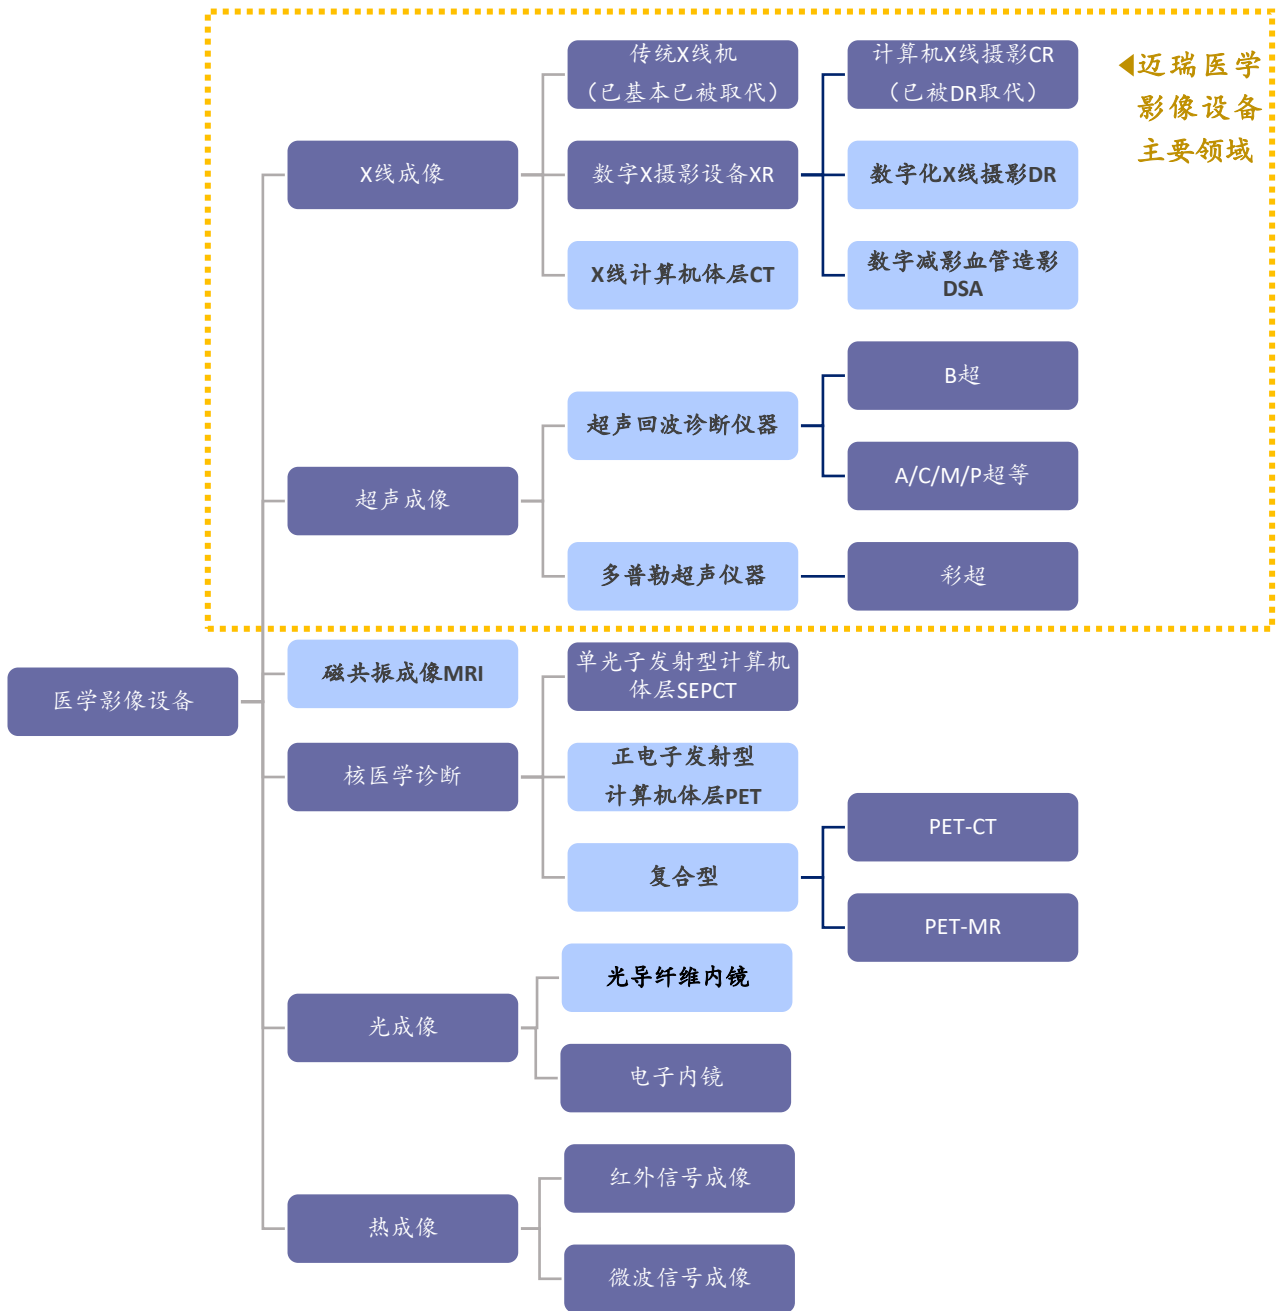 传统X线机
（已基本已被取代）
计算机X线摄影CR
（已被DR取代）
◀迈瑞医学
影像设备
主要领域
X线成像
数字X摄影设备XR
数字化X线摄影DR
X线计算机体层CT
数字减影血管造影
DSA
B超
超声回波诊断仪器
A/C/M/P超等
超声成像
多普勒超声仪器
彩超
医学影像设备
磁共振成像MRI
单光子发射型计算机
体层SEPCT
核医学诊断
正电子发射型
计算机体层PET
PET-CT
复合型
PET-MR
光导纤维内镜
光成像
电子内镜
红外信号成像
热成像
微波信号成像